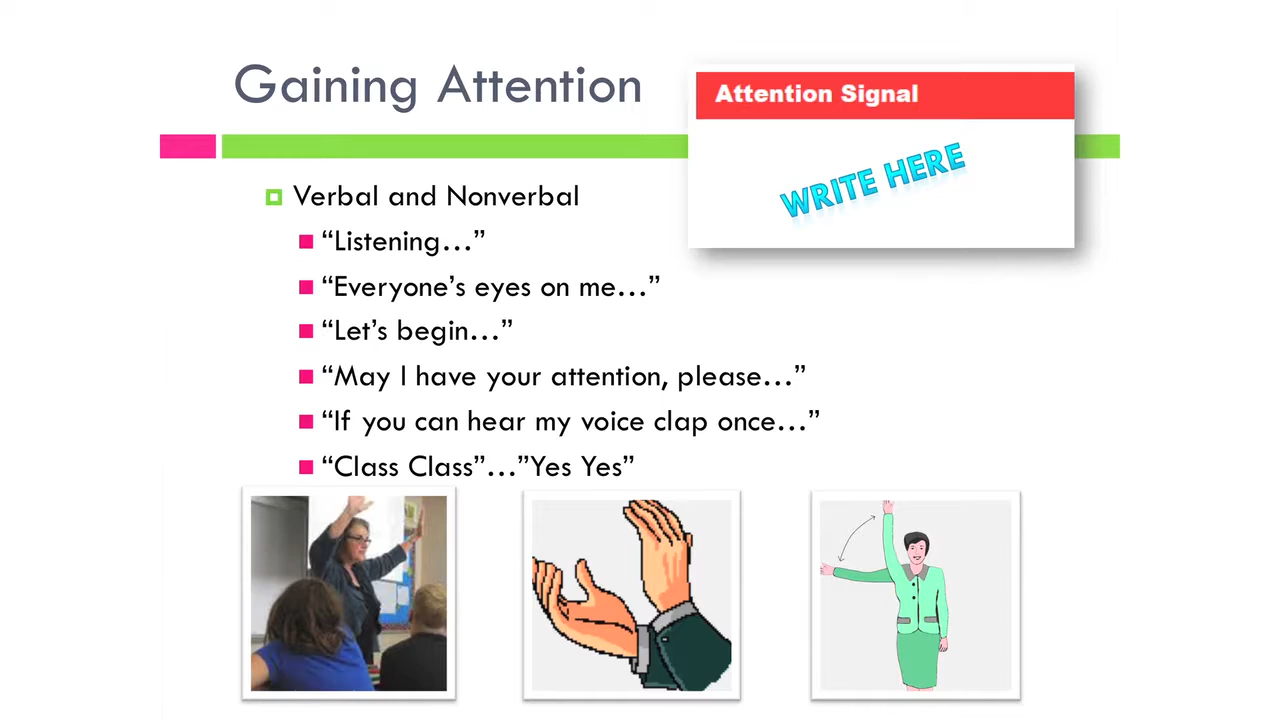 Gaining Attention
Attention Signal
WRITE HERE
Verbal and Nonverbal
“Listening…”
“Everyone’s eyes on me…”
“Let’s begin…”
“May I have your attention, please…”
“If you can hear my voice clap once…”
“Class Class”…”Yes Yes”